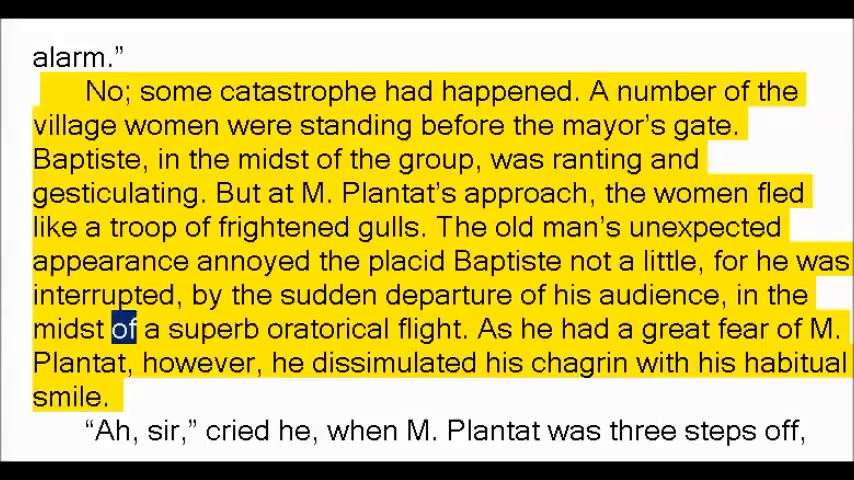 alarm.”
No; some catastrophe had happened. A number of the
village women were standing before the mayor’s gate.
Baptiste, in the midst of the group, was ranting and
gesticulating. But at M. Plantat’s approach, the women fled
like a troop of frightened gulls. The old man’s unexpected
appearance annoyed the placid Baptiste not a little, for he was
interrupted, by the sudden departure of his audience, in the
midst of a superb oratorical flight. As he had a great fear of M.
Plantat, however, he dissimulated his chagrin with his habitual
smile.
“Ah, sir,” cried he, when M. Plantat was three steps off,